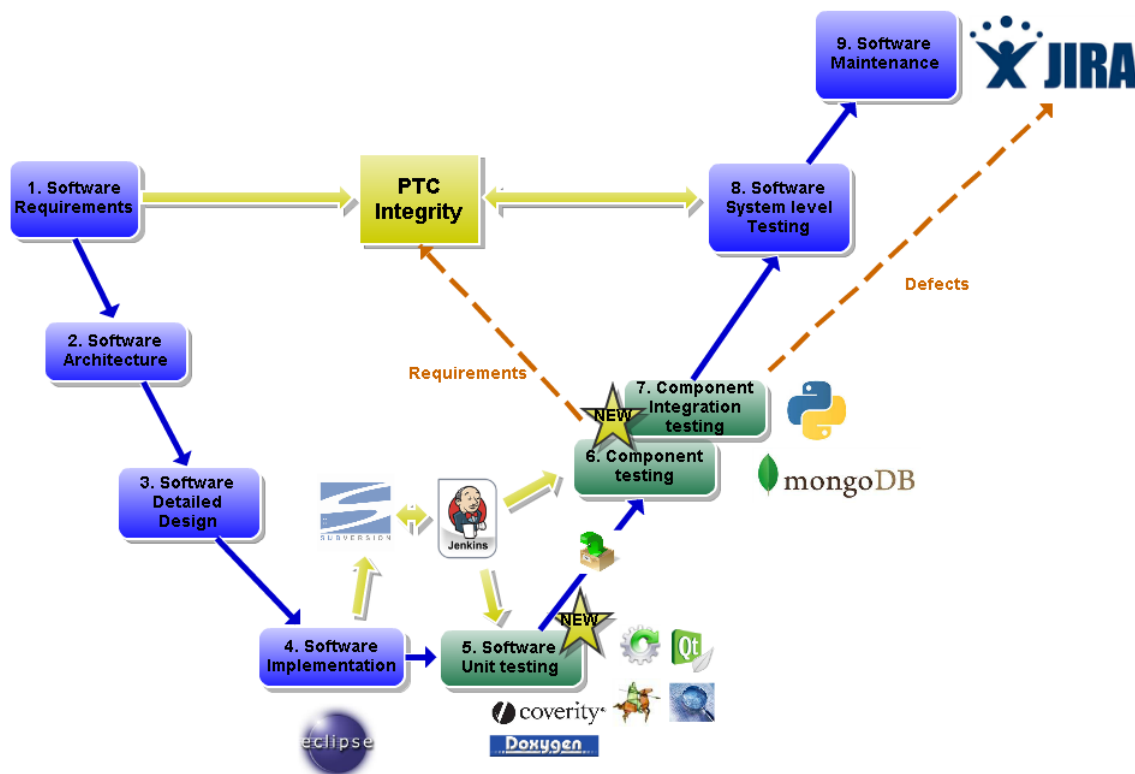 9. Software
Maintenance
JIRA
1. Software
Requirements
PTC
Integrity
8. Software
System level
Testing
Defects
2. Software
Architecture
Requirements
7. Component
Integration
testing
NEW
6. Component
testing
mongoDB
3. Software
Detailed
Design
SUBVERSION
Jenkins
NEW
4. Software
Implementation
5. Software
Unit testing
Qt
coverity
Doxygen
eclipse